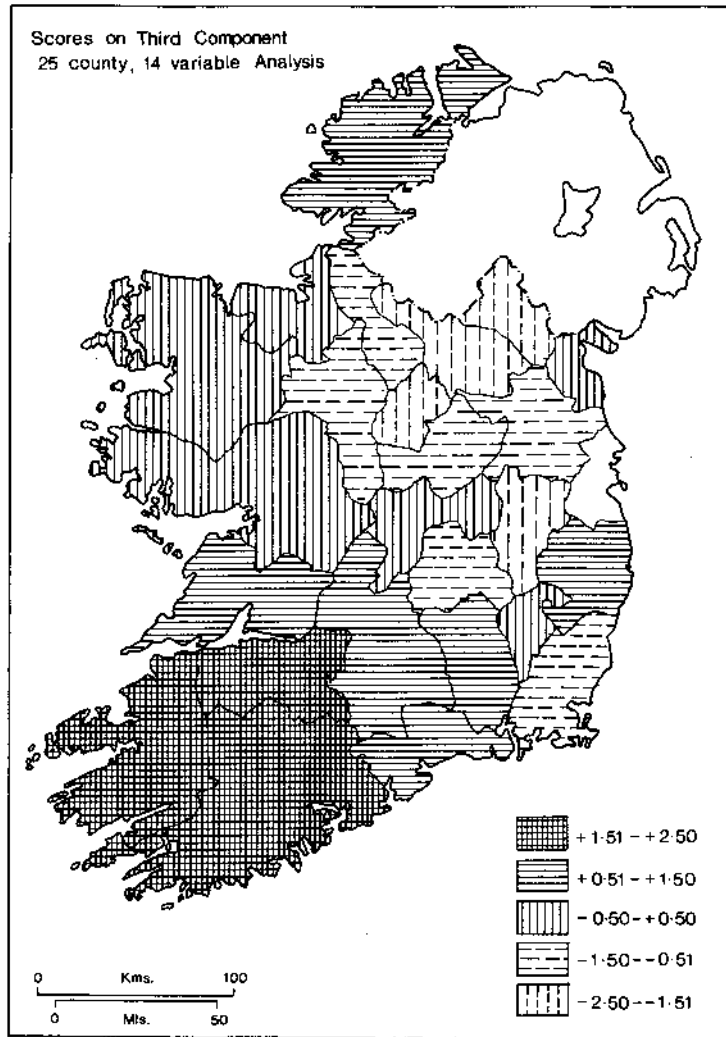 Scores on Third Component
25 county, 14 variable Analysis
+1·51 – +2·50
+0·51 – +1·50
-0·50 – +0·50
-1·50 – -0·51
-2·50 – -1·51
0 Kms. 100
0 Mls. 50